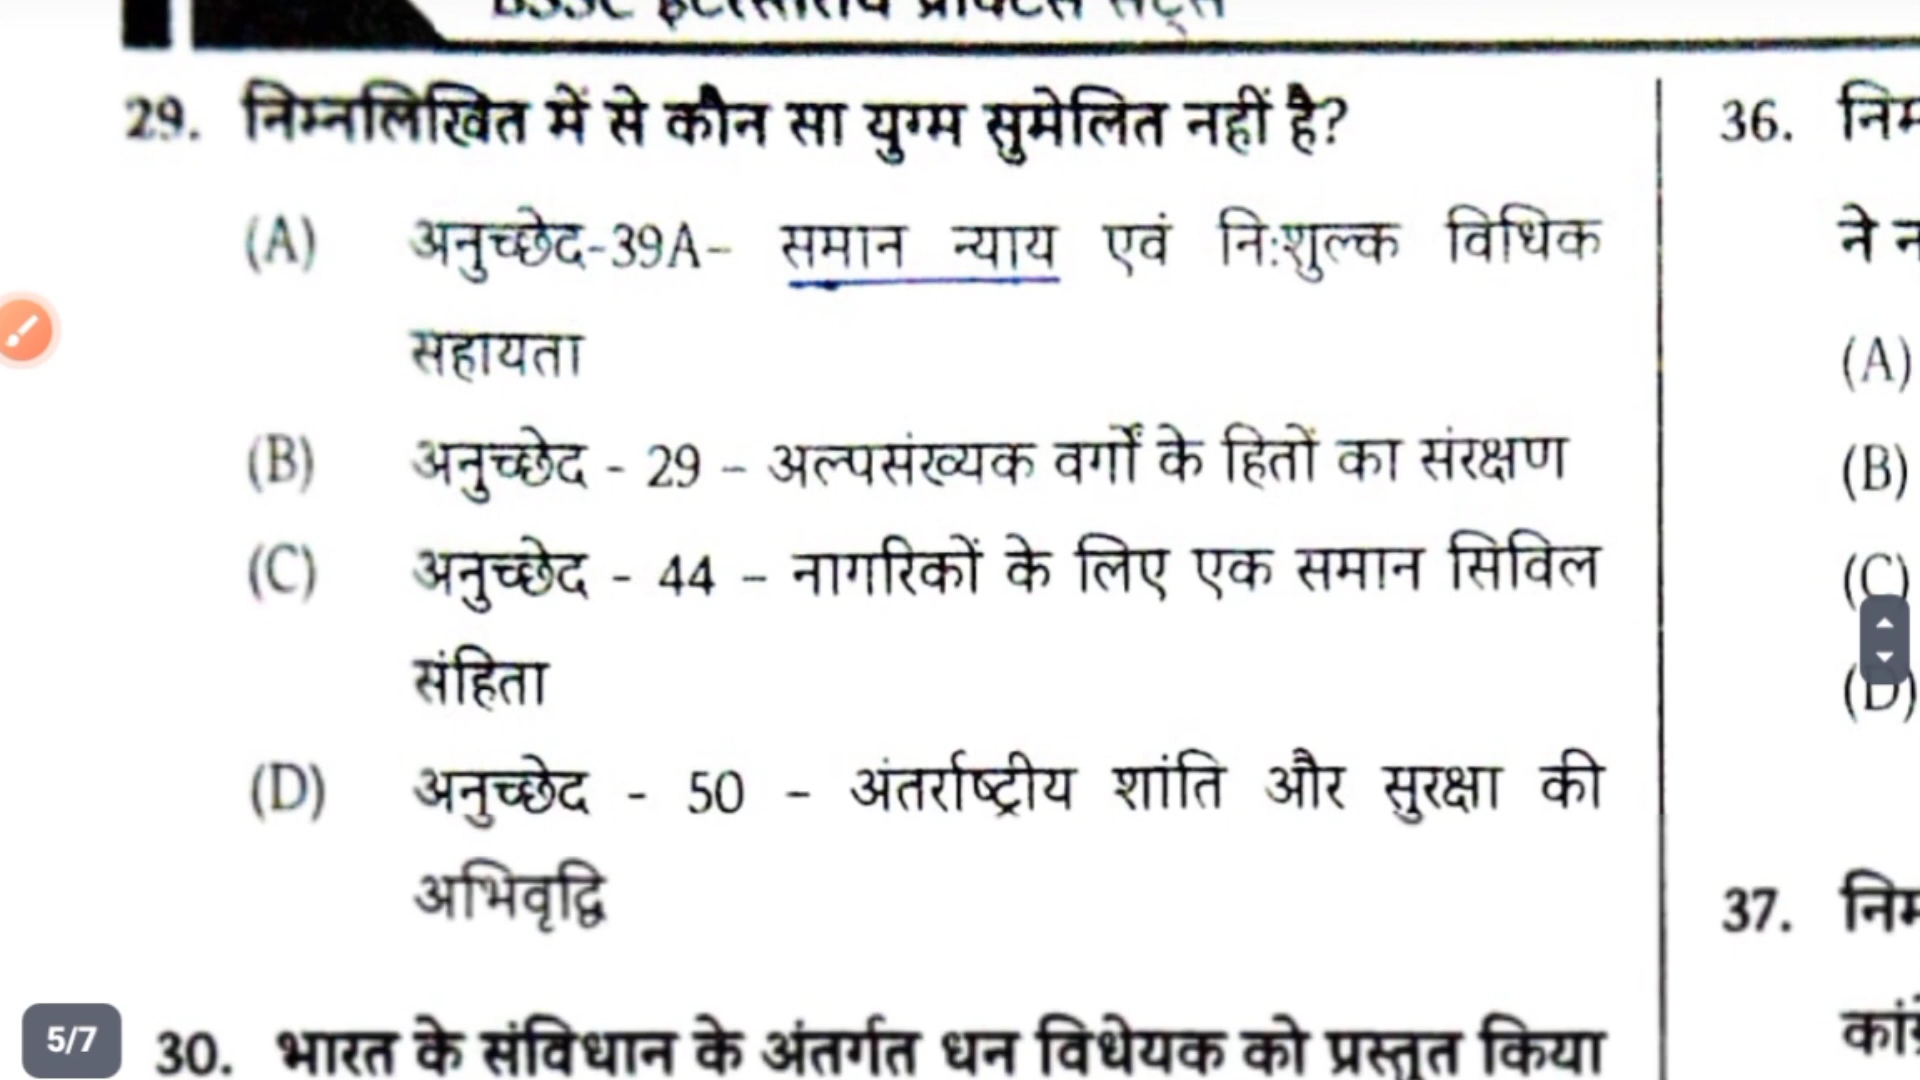 29. निम्नलिखित में से कौन सा युग्म सुमेलित नहीं है?
(A) अनुच्छेद-39A- समान न्याय एवं निःशुल्क विधिक
सहायता
(B) अनुच्छेद - 29 - अल्पसंख्यक वर्गों के हितों का संरक्षण
(C) अनुच्छेद - 44 - नागरिकों के लिए एक समान सिविल
संहिता
(D) अनुच्छेद - 50 - अंतर्राष्ट्रीय शांति और सुरक्षा की
अभिवृद्धि
30. भारत के संविधान के अंतर्गत धन विधेयक को प्रस्तुत किया
5/7
36.
ने
(A)
(B)
(C)
(D)
37.